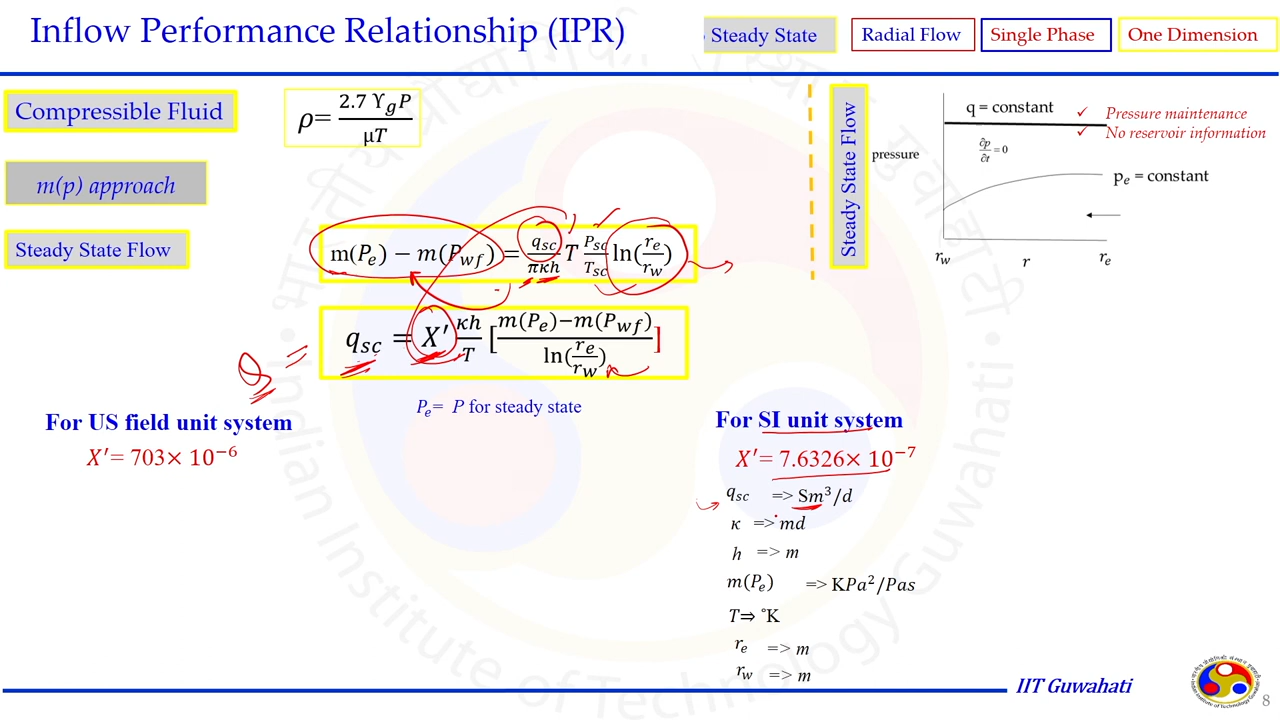 Inflow Performance Relationship (IPR)
Steady State
Radial Flow
Single Phase
One Dimension
Compressible Fluid
ρ= 2.7 ϒgP / μT
m(p) approach
Steady State Flow
m(Pe) − m(Pwf) = qsc/πκh T Psc/Tsc ln(re/rw)
qsc = X′ κh/T [m(Pe)−m(Pwf) / ln(re/rw)]
Pe= P for steady state
For US field unit system
X′= 703× 10⁻⁶
Steady State Flow
pressure
q = constant
∂p/∂t = 0
pe = constant
rw
r
re
✓ Pressure maintenance
✓ No reservoir information
For SI unit system
X′= 7.6326× 10⁻⁷
qsc => Sm³/d
κ => md
h => m
m(Pe) => KPa²/Pas
T⇒ °K
re => m
rw => m
IIT Guwahati
8